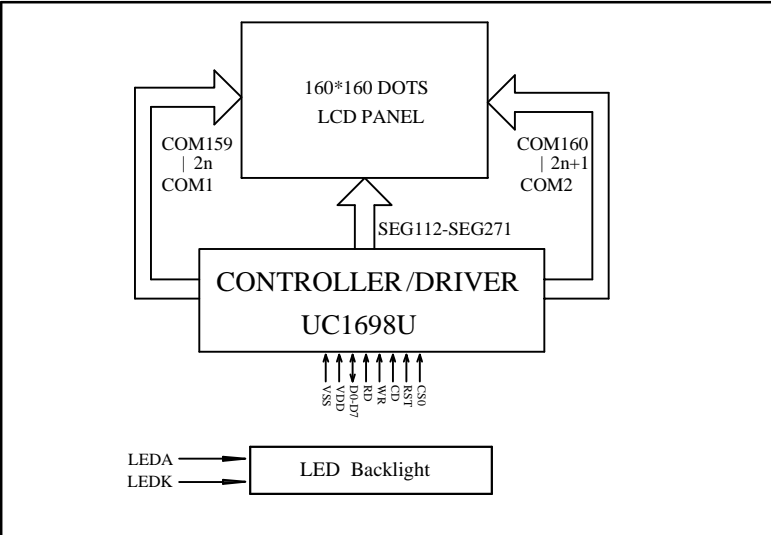 160*160 DOTS
LCD PANEL
COM159
| 2n
COM1
COM160
| 2n+1
COM2
SEG112-SEG271
CONTROLLER/DRIVER
UC1698U
VSS
VDD
D0-D7
RD
WR
CD
RST
CS0
LEDA
LEDK
LED Backlight